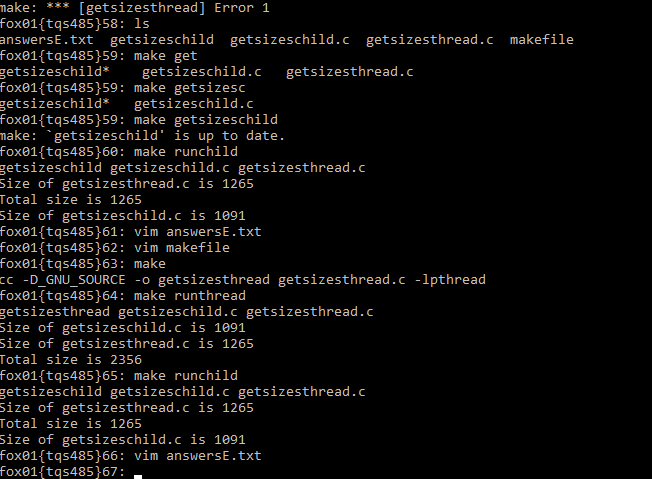 make: *** [getsizesthread] Error 1
fox01{tqs485}58: ls
answersE.txt  getsizeschild  getsizeschild.c  getsizesthread.c  makefile
fox01{tqs485}59: make get
getsizeschild*    getsizeschild.c   getsizesthread.c
fox01{tqs485}59: make getsizesc
getsizeschild*   getsizeschild.c
fox01{tqs485}59: make getsizeschild
make: `getsizeschild' is up to date.
fox01{tqs485}60: make runchild
getsizeschild getsizeschild.c getsizesthread.c
Size of getsizesthread.c is 1265
Total size is 1265
Size of getsizeschild.c is 1091
fox01{tqs485}61: vim answersE.txt
fox01{tqs485}62: vim makefile
fox01{tqs485}63: make
cc -D_GNU_SOURCE -o getsizesthread getsizesthread.c -lpthread
fox01{tqs485}64: make runthread
getsizesthread getsizeschild.c getsizesthread.c
Size of getsizeschild.c is 1091
Size of getsizesthread.c is 1265
Total size is 2356
fox01{tqs485}65: make runchild
getsizeschild getsizeschild.c getsizesthread.c
Size of getsizesthread.c is 1265
Total size is 1265
Size of getsizeschild.c is 1091
fox01{tqs485}66: vim answersE.txt
fox01{tqs485}67: